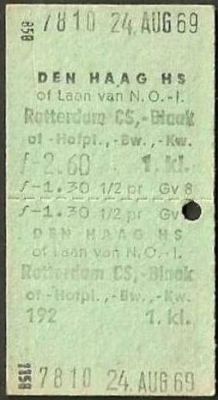 858 7810 24. AUG 69
DEN HAAG HS
of Laan van N. O.-I.
Rotterdam CS,-Blaak
of -Hofpl.,-Bw.,-Kw.
f-2.60 1. kl.
f-1.30 1/2 pr Gv 8
f-1.30 1/2 pr Gv
DEN HAAG HS
of Laan van N. O.-I.
Rotterdam CS,-Blaak
of -Hofpl.,-Bw.,-Kw.
192 1. kl.
1158 7810 24. AUG 69